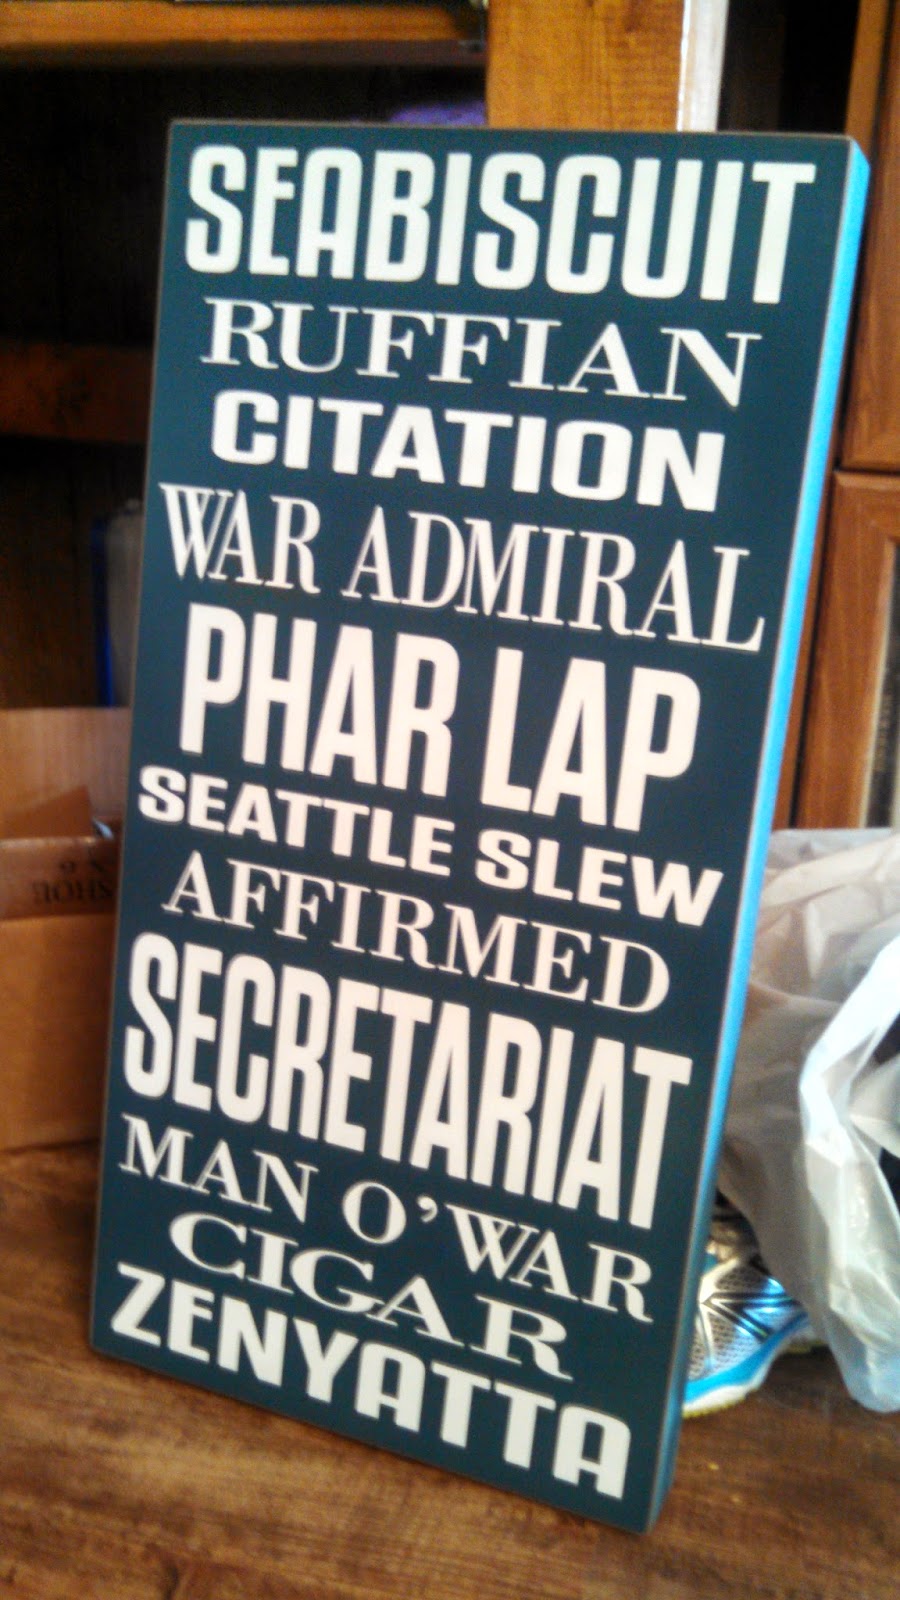 SEABISCUIT
RUFFIAN
CITATION
WAR ADMIRAL
PHAR LAP
SEATTLE SLEW
AFFIRMED
SECRETARIAT
MAN O'WAR
CIGAR
ZENYATTA